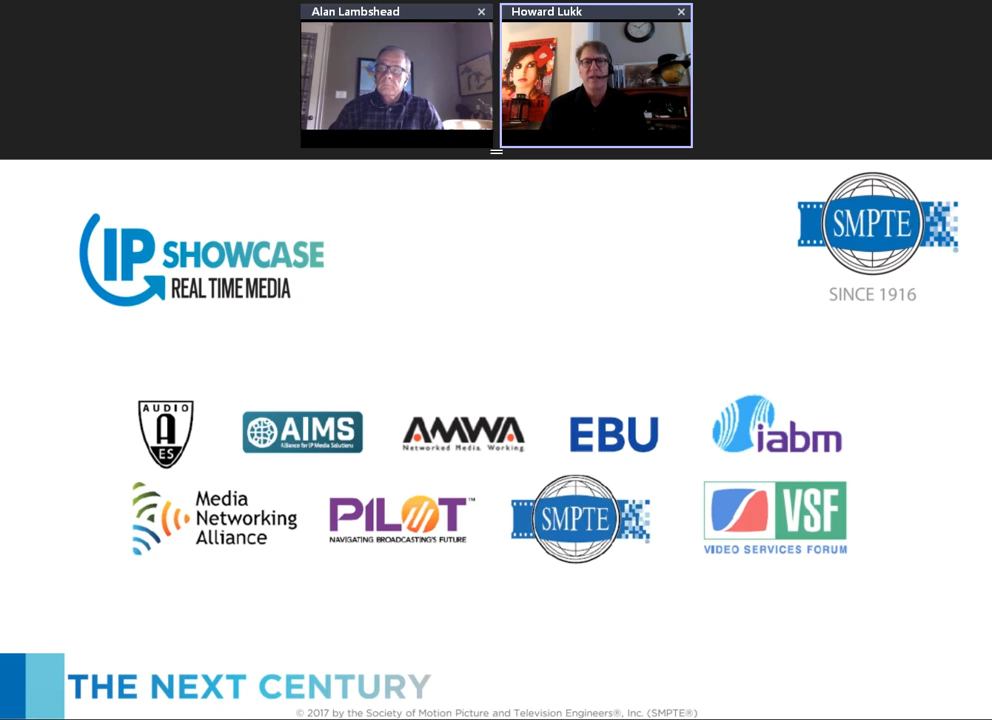 Alan Lambshead
Howard Lukk
IP SHOWCASE
REAL TIME MEDIA
SMPTE
SINCE 1916
AUDIO
A
ES
AIMS
Alliance for IP Media Solutions
AMWA
Networked Media. Working
EBU
iabm
Media
Networking
Alliance
PILOT™
NAVIGATING BROADCASTING'S FUTURE
SMPTE
VSF
VIDEO SERVICES FORUM
THE NEXT CENTURY
© 2017 by the Society of Motion Picture and Television Engineers®, Inc. (SMPTE®)